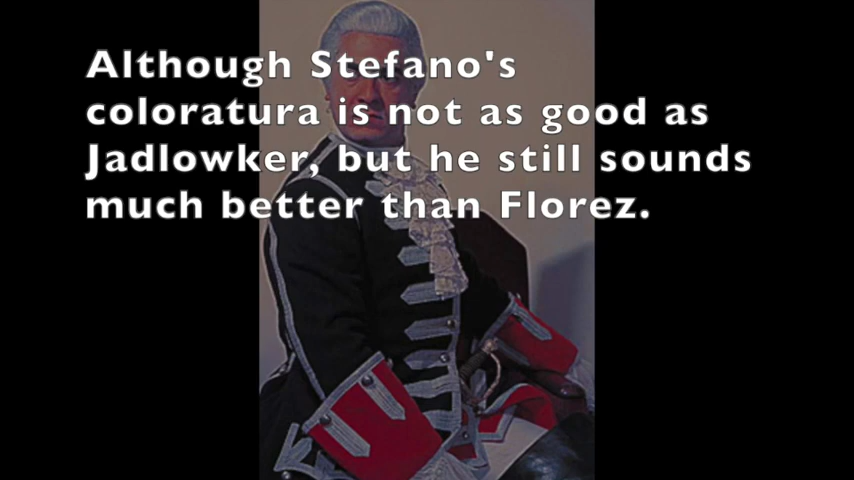 Although Stefano's
coloratura is not as good as
Jadlowker, but he still sounds
much better than Florez.